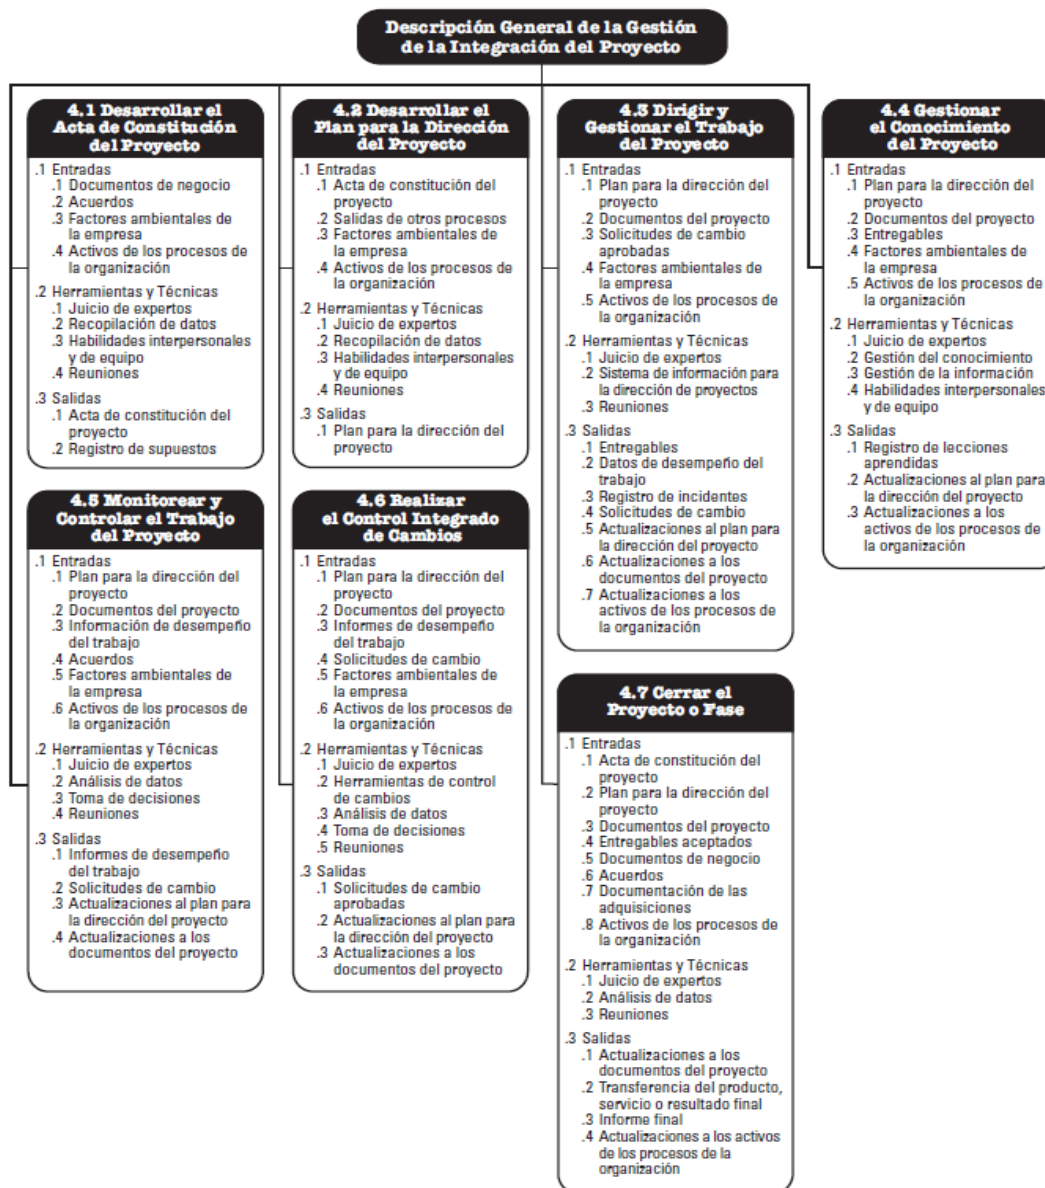 Descripción General de la Gestión
de la Integración del Proyecto
4.1 Desarrollar el
Acta de Constitución
del Proyecto
.1 Entradas
.1 Documentos de negocio
.2 Acuerdos
.3 Factores ambientales de
la empresa
.4 Activos de los procesos de
la organización
.2 Herramientas y Técnicas
.1 Juicio de expertos
.2 Recopilación de datos
.3 Habilidades interpersonales
y de equipo
.4 Reuniones
.3 Salidas
.1 Acta de constitución del
proyecto
.2 Registro de supuestos
4.2 Desarrollar el
Plan para la Dirección
del Proyecto
.1 Entradas
.1 Acta de constitución del
proyecto
.2 Salidas de otros procesos
.3 Factores ambientales de
la empresa
.4 Activos de los procesos de
la organización
.2 Herramientas y Técnicas
.1 Juicio de expertos
.2 Recopilación de datos
.3 Habilidades interpersonales
y de equipo
.4 Reuniones
.3 Salidas
.1 Plan para la dirección del
proyecto
4.3 Dirigir y
Gestionar el Trabajo
del Proyecto
.1 Entradas
.1 Plan para la dirección del
proyecto
.2 Documentos del proyecto
.3 Solicitudes de cambio
aprobadas
.4 Factores ambientales de
la empresa
.5 Activos de los procesos de
la organización
.2 Herramientas y Técnicas
.1 Juicio de expertos
.2 Sistema de información para
la dirección de proyectos
.3 Reuniones
.3 Salidas
.1 Entregables
.2 Datos de desempeño del
trabajo
.3 Registro de incidentes
.4 Solicitudes de cambio
.5 Actualizaciones al plan para
la dirección del proyecto
.6 Actualizaciones a los
documentos del proyecto
.7 Actualizaciones a los
activos de los procesos de
la organización
4.4 Gestionar
el Conocimiento
del Proyecto
.1 Entradas
.1 Plan para la dirección del
proyecto
.2 Documentos del proyecto
.3 Entregables
.4 Factores ambientales de
la empresa
.5 Activos de los procesos de
la organización
.2 Herramientas y Técnicas
.1 Juicio de expertos
.2 Gestión del conocimiento
.3 Gestión de la información
.4 Habilidades interpersonales
y de equipo
.3 Salidas
.1 Registro de lecciones
aprendidas
.2 Actualizaciones al plan para
la dirección del proyecto
.3 Actualizaciones a los
activos de los procesos de
la organización
4.5 Monitorear y
Controlar el Trabajo
del Proyecto
.1 Entradas
.1 Plan para la dirección del
proyecto
.2 Documentos del proyecto
.3 Información de desempeño
del trabajo
.4 Acuerdos
.5 Factores ambientales de
la empresa
.6 Activos de los procesos de
la organización
.2 Herramientas y Técnicas
.1 Juicio de expertos
.2 Análisis de datos
.3 Toma de decisiones
.4 Reuniones
.3 Salidas
.1 Informes de desempeño
del trabajo
.2 Solicitudes de cambio
.3 Actualizaciones al plan para
la dirección del proyecto
.4 Actualizaciones a los
documentos del proyecto
4.6 Realizar
el Control Integrado
de Cambios
.1 Entradas
.1 Plan para la dirección del
proyecto
.2 Documentos del proyecto
.3 Informes de desempeño
del trabajo
.4 Solicitudes de cambio
.5 Factores ambientales de
la empresa
.6 Activos de los procesos de
la organización
.2 Herramientas y Técnicas
.1 Juicio de expertos
.2 Herramientas de control
de cambios
.3 Análisis de datos
.4 Toma de decisiones
.5 Reuniones
.3 Salidas
.1 Solicitudes de cambio
aprobadas
.2 Actualizaciones al plan para
la dirección del proyecto
.3 Actualizaciones a los
documentos del proyecto
4.7 Cerrar el
Proyecto o Fase
.1 Entradas
.1 Acta de constitución del
proyecto
.2 Plan para la dirección del
proyecto
.3 Documentos del proyecto
.4 Entregables aceptados
.5 Documentos de negocio
.6 Acuerdos
.7 Documentación de las
adquisiciones
.8 Activos de los procesos de
la organización
.2 Herramientas y Técnicas
.1 Juicio de expertos
.2 Análisis de datos
.3 Reuniones
.3 Salidas
.1 Actualizaciones a los
documentos del proyecto
.2 Transferencia del producto,
servicio o resultado final
.3 Informe final
.4 Actualizaciones a los activos
de los procesos de la
organización